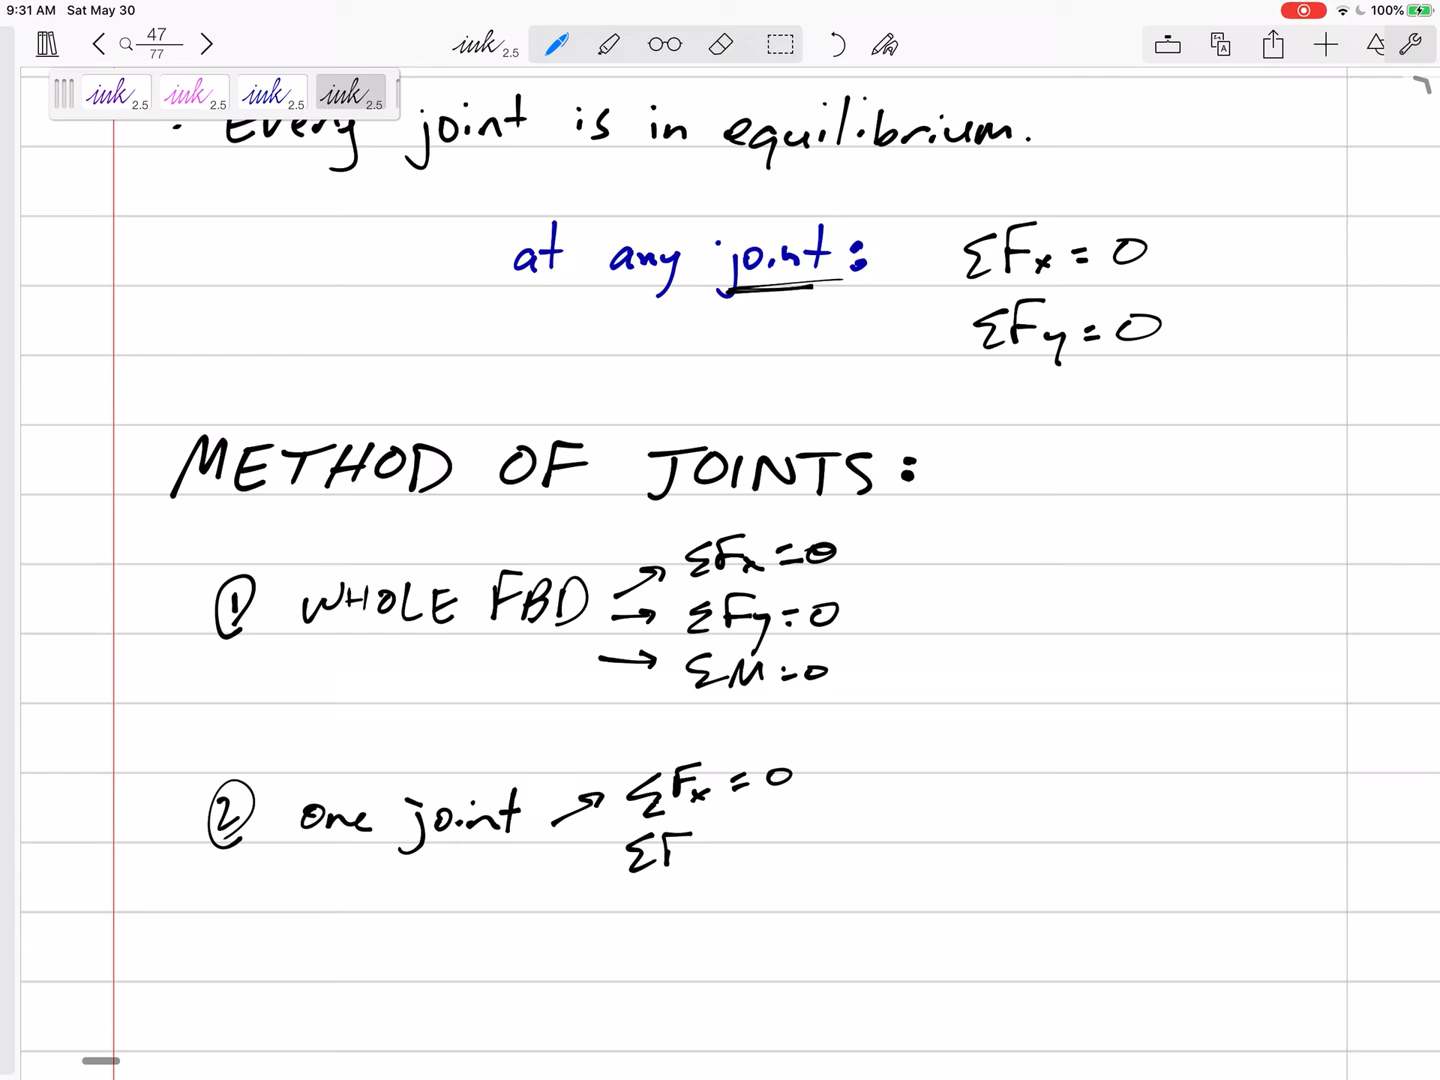 9:31 AM Sat May 30
100%
47
77
ink 2.5
ink 2.5 ink 2.5 ink 2.5 ink 2.5
· Every joint is in equilibrium.
at any joint: ΣFx = 0
ΣFy = 0
METHOD OF JOINTS:
① WHOLE FBD → ΣFx = 0
→ ΣFy = 0
→ ΣM = 0
② One joint → ΣFx = 0
ΣF